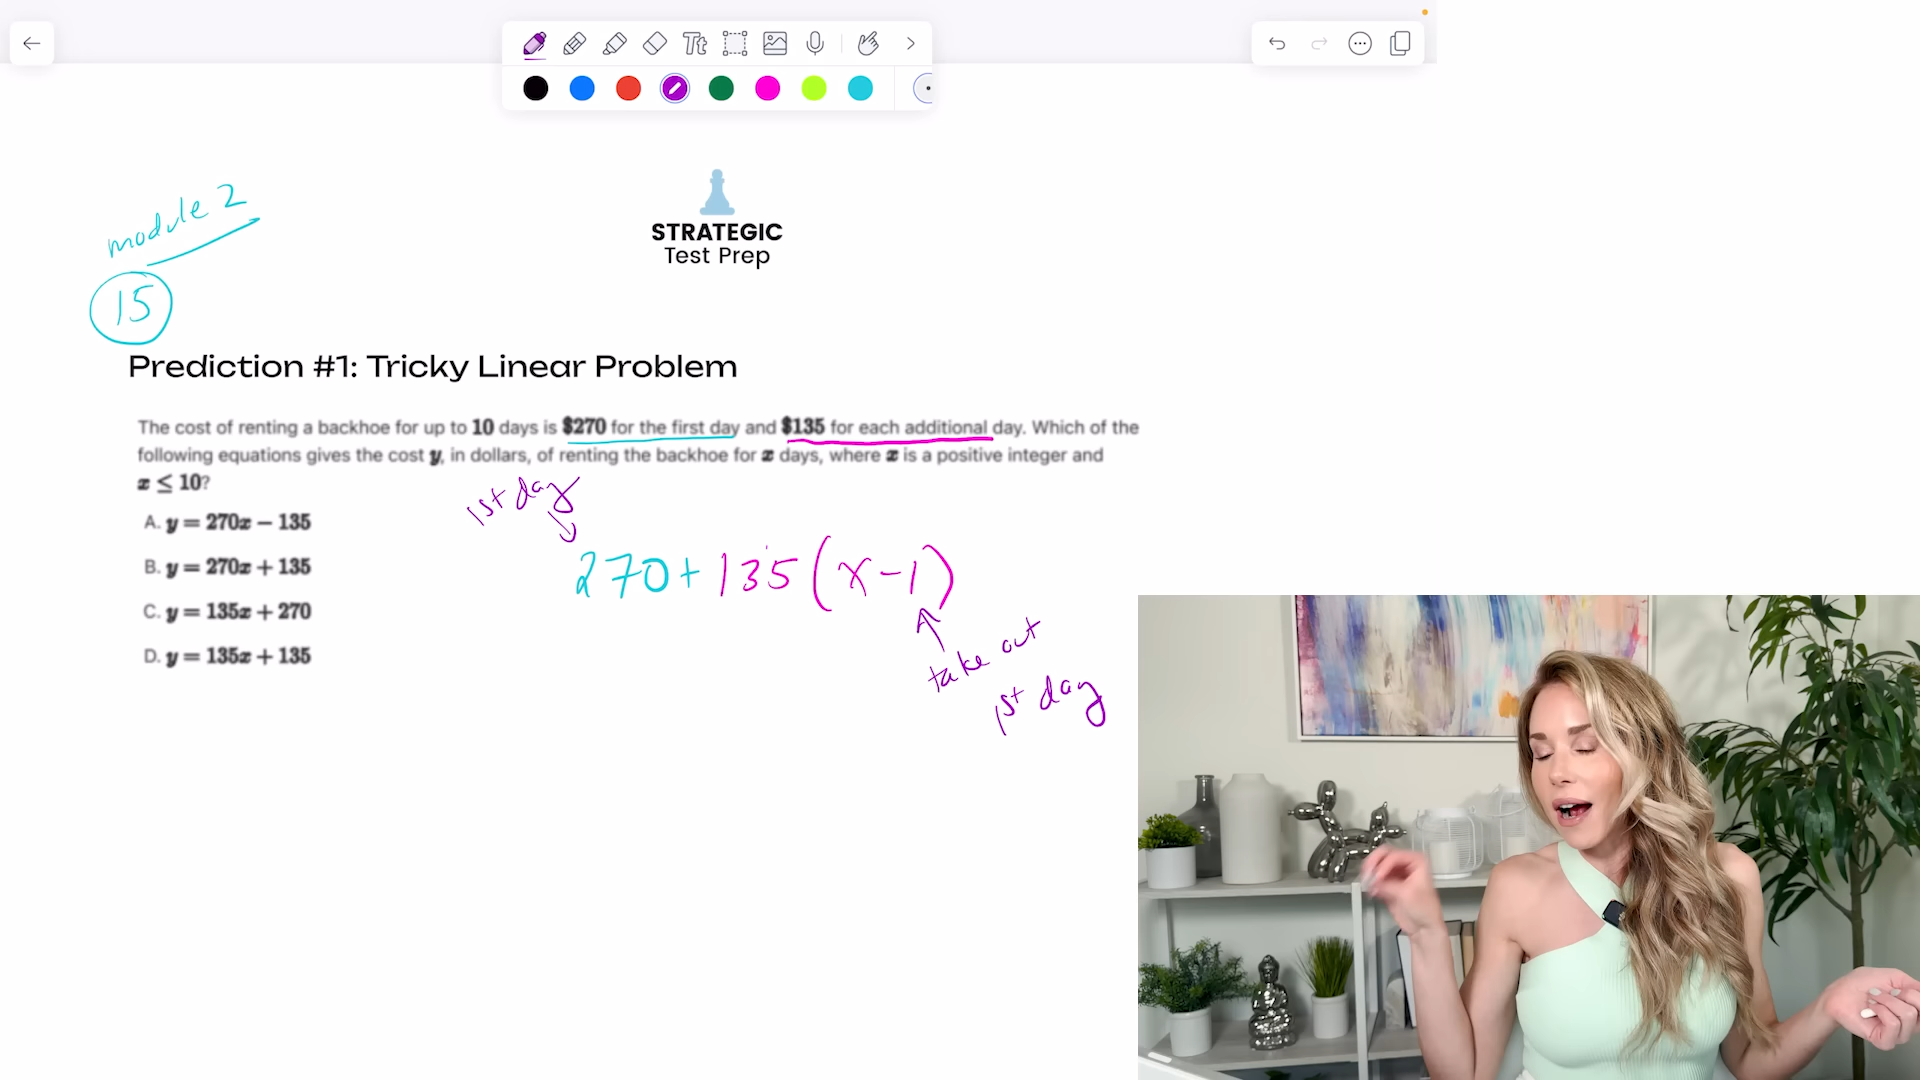 Tt
module 2
STRATEGIC
Test Prep
15
Prediction #1: Tricky Linear Problem
The cost of renting a backhoe for up to 10 days is $270 for the first day and $135 for each additional day. Which of the
following equations gives the cost y, in dollars, of renting the backhoe for x days, where x is a positive integer and
x ≤ 10?
A. y = 270x − 135
B. y = 270x + 135
C. y = 135x + 270
D. y = 135x + 135
1st day
270 + 135 (x - 1)
take out
1st day